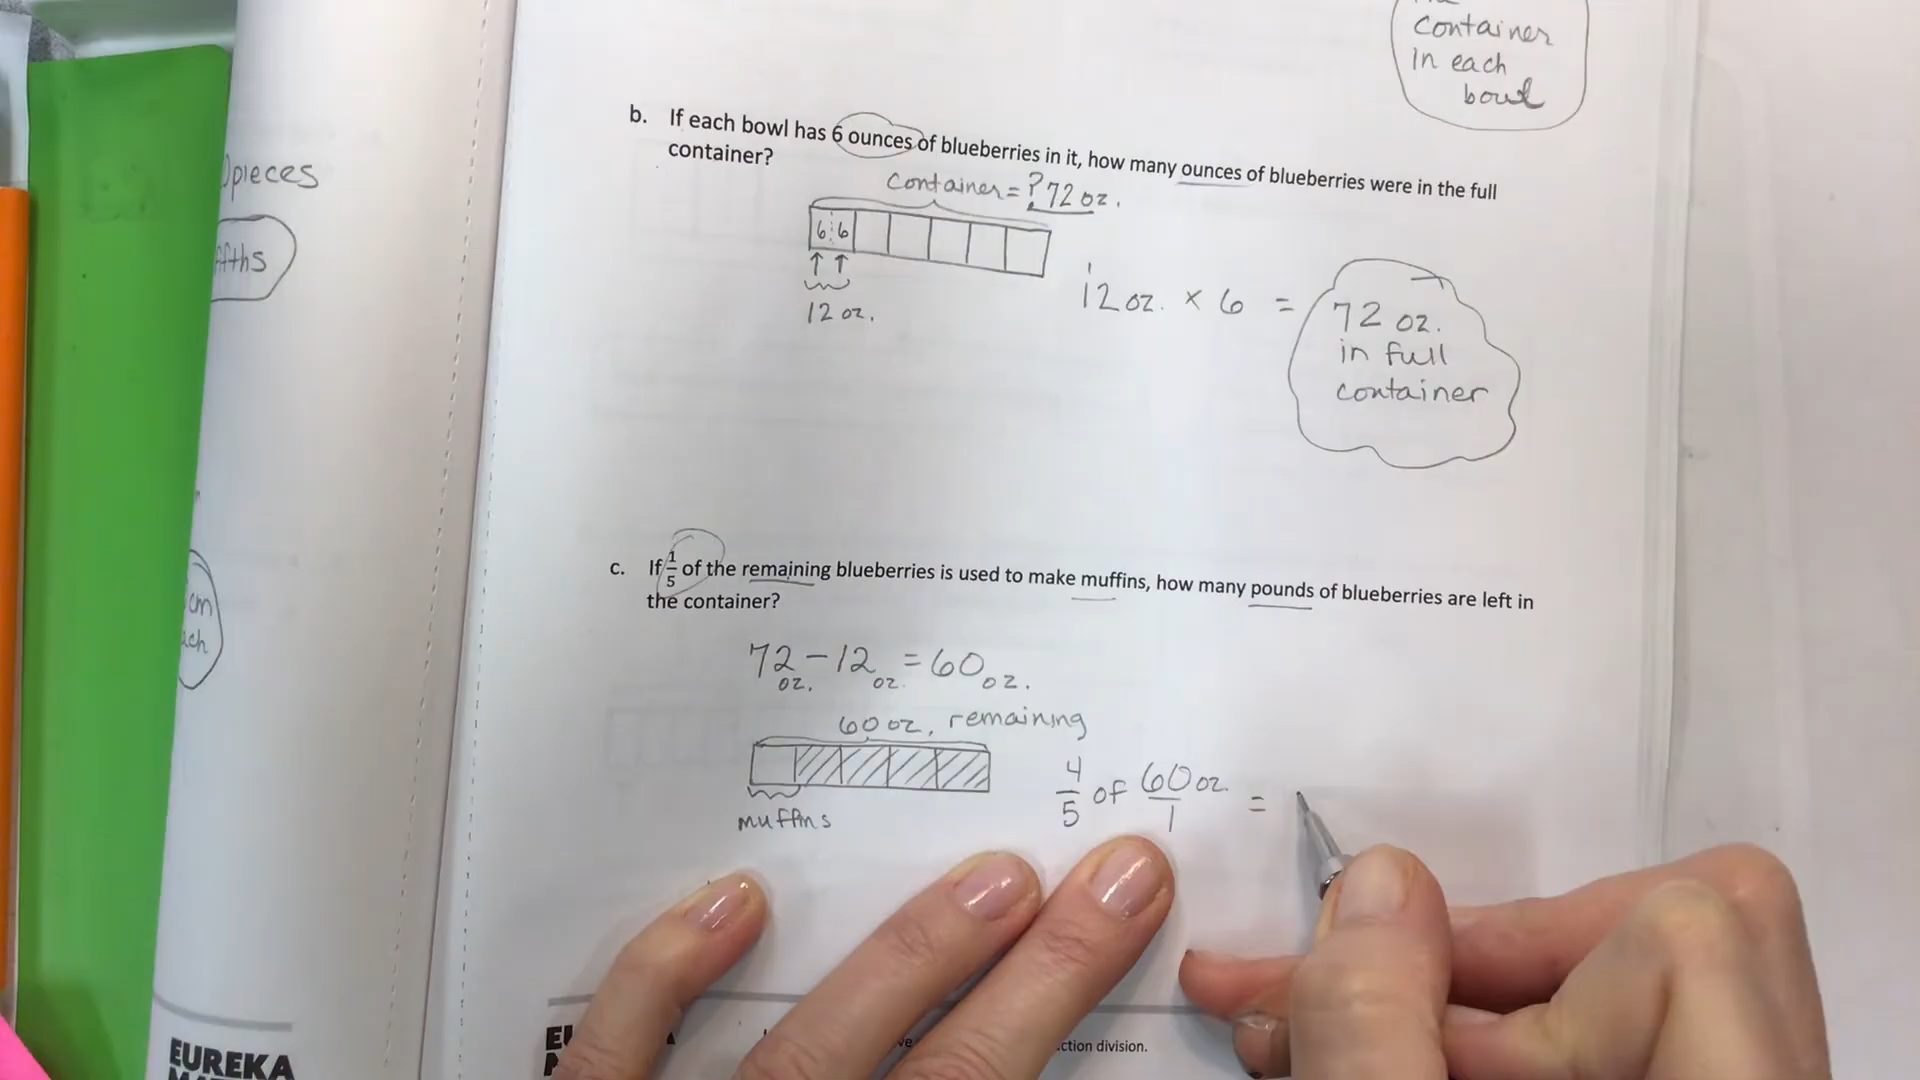 container
In each
bowl
pieces
b. If each bowl has 6 ounces of blueberries in it, how many ounces of blueberries were in the full
container?
container = ? 72 oz.
6 6
12 oz.
12 oz. × 6 = 72 oz.
in full
container
cm
c. If 1/5 of the remaining blueberries is used to make muffins, how many pounds of blueberries are left in
the container?
72 oz. - 12 oz. = 60 oz.
60 oz. remaining
muffins
4/5 of 60 oz./1 =
EUREKA
division.